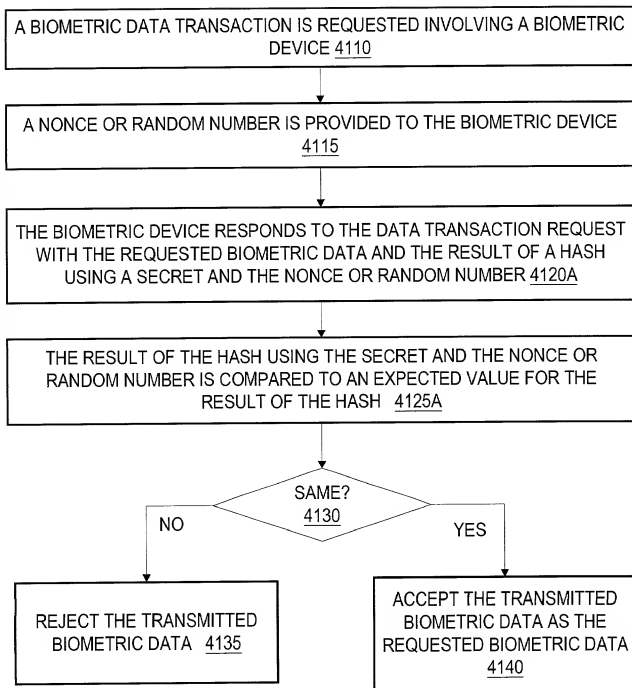 A BIOMETRIC DATA TRANSACTION IS REQUESTED INVOLVING A BIOMETRIC
DEVICE 4110
A NONCE OR RANDOM NUMBER IS PROVIDED TO THE BIOMETRIC DEVICE
4115
THE BIOMETRIC DEVICE RESPONDS TO THE DATA TRANSACTION REQUEST
WITH THE REQUESTED BIOMETRIC DATA AND THE RESULT OF A HASH
USING A SECRET AND THE NONCE OR RANDOM NUMBER 4120A
THE RESULT OF THE HASH USING THE SECRET AND THE NONCE OR
RANDOM NUMBER IS COMPARED TO AN EXPECTED VALUE FOR THE
RESULT OF THE HASH 4125A
SAME?
4130
NO
YES
REJECT THE TRANSMITTED
BIOMETRIC DATA 4135
ACCEPT THE TRANSMITTED
BIOMETRIC DATA AS THE
REQUESTED BIOMETRIC DATA
4140